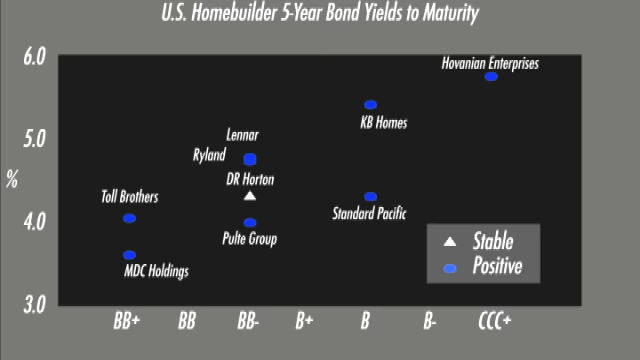 U.S. Homebuilder 5-Year Bond Yields to Maturity
6.0
Hovanian Enterprises
KB Homes
5.0
Lennar
Ryland
%
DR Horton
Toll Brothers
Standard Pacific
4.0
Pulte Group
MDC Holdings
Stable
Positive
3.0
BB+ BB BB- B+ B B- CCC+